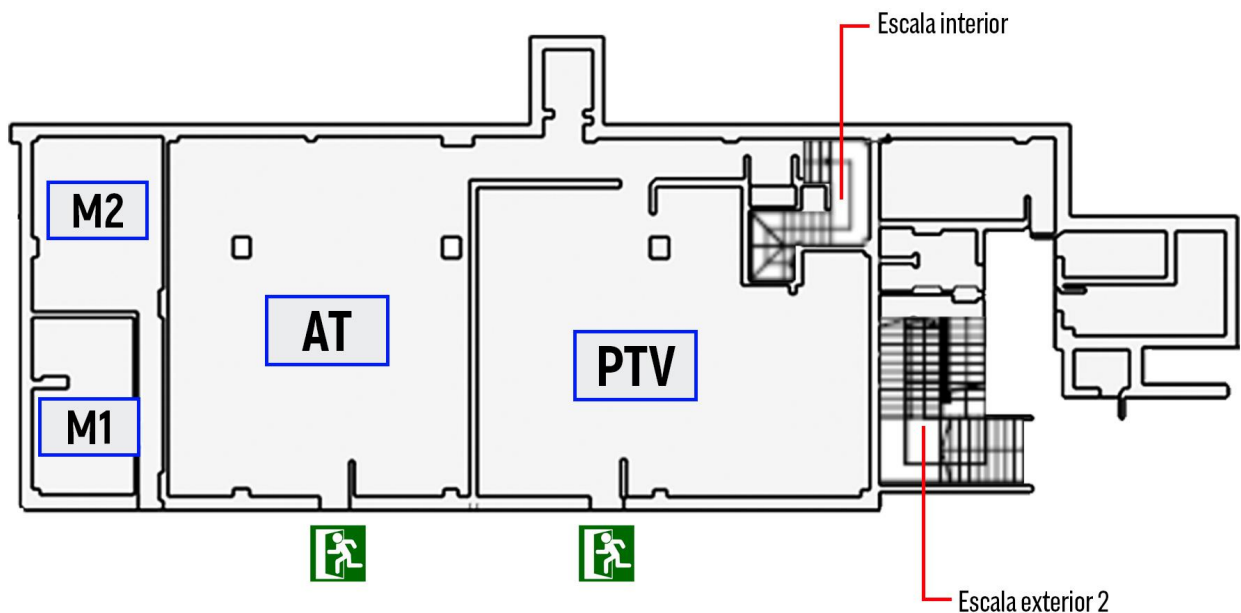 Escala interior
M2
AT
PTV
M1
Escala exterior 2